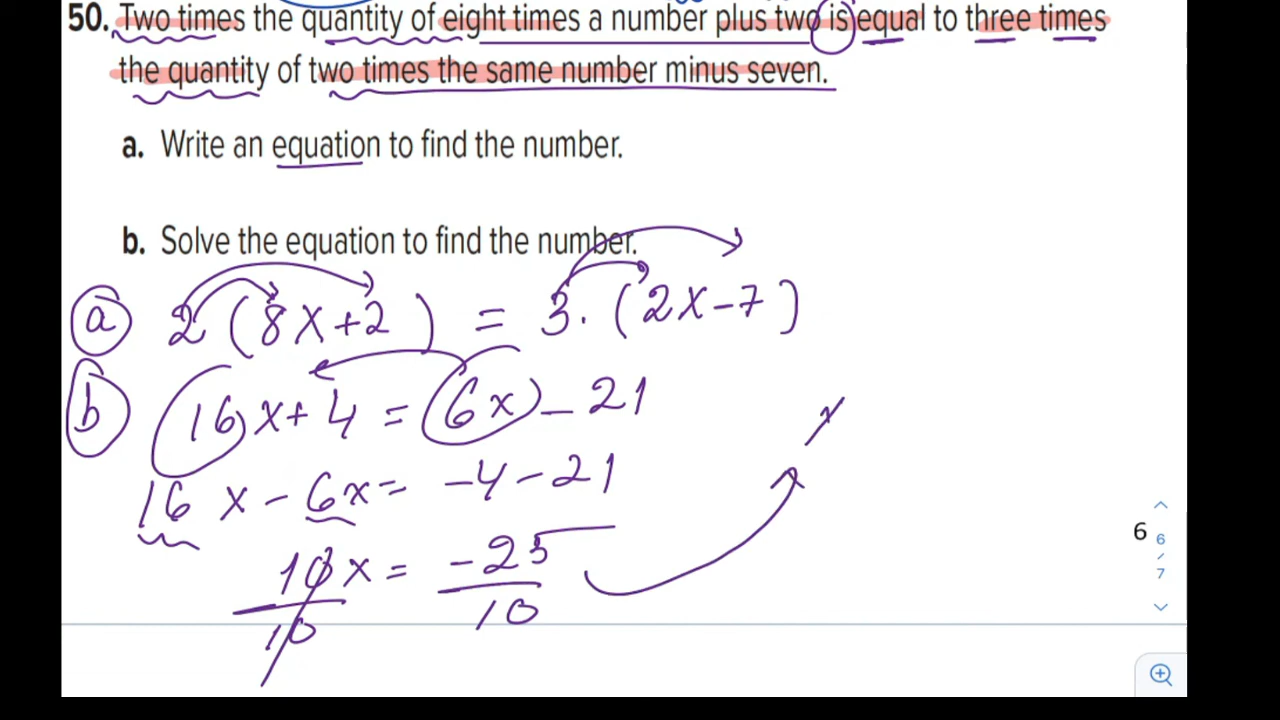 50. Two times the quantity of eight times a number plus two is equal to three times
the quantity of two times the same number minus seven.
a. Write an equation to find the number.
b. Solve the equation to find the number.
a 2(8x+2) = 3.(2x-7)
b 16x+4 = 6x-21
x
16x-6x= -4-21
10x = -25
10 10
6
6
7